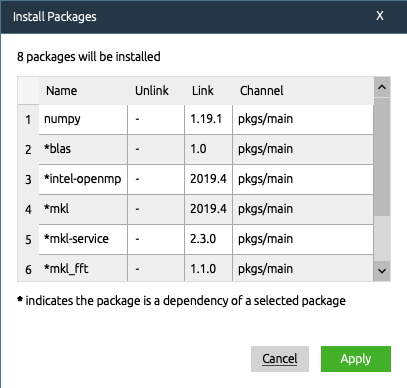 Install Packages X
8 packages will be installed
Name Unlink Link Channel
1 numpy - 1.19.1 pkgs/main
2 *blas - 1.0 pkgs/main
3 *intel-openmp - 2019.4 pkgs/main
4 *mkl - 2019.4 pkgs/main
5 *mkl-service - 2.3.0 pkgs/main
6 *mkl_fft - 1.1.0 pkgs/main
* indicates the package is a dependency of a selected package
Cancel Apply